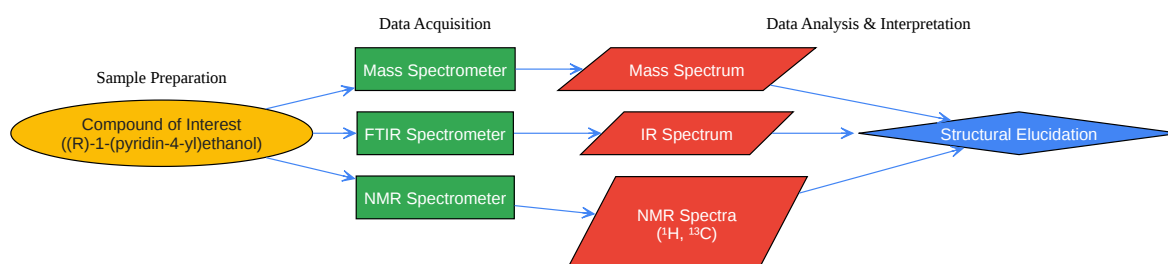 Data Acquisition
Data Analysis & Interpretation
Sample Preparation
Mass Spectrometer
Mass Spectrum
Compound of Interest
((R)-1-(pyridin-4-yl)ethanol)
FTIR Spectrometer
IR Spectrum
Structural Elucidation
NMR Spectrometer
NMR Spectra
(¹H, ¹³C)